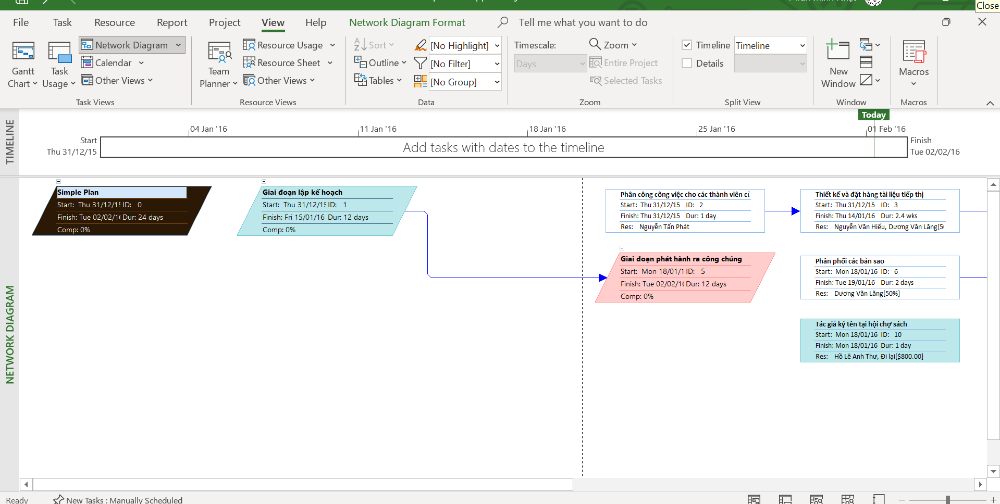 Close
File Task Resource Report Project View Help Network Diagram Format Tell me what you want to do
Network Diagram
Calendar
Other Views
Gantt Chart
Task Usage
Task Views
Team Planner
Resource Usage
Resource Sheet
Other Views
Resource Views
Sort
Outline
Tables
[No Highlight]
[No Filter]
[No Group]
Data
Timescale:
Days
Zoom
Entire Project
Selected Tasks
Zoom
Timeline Timeline
Details
Split View
New Window
Window
Macros
Macros
TIMELINE
Today
04 Jan '16 11 Jan '16 18 Jan '16 25 Jan '16 01 Feb '16
Start
Thu 31/12/15
Add tasks with dates to the timeline
Finish
Tue 02/02/16
NETWORK DIAGRAM
Simple Plan
Start: Thu 31/12/15 ID: 0
Finish: Tue 02/02/16 Dur: 24 days
Comp: 0%
Giai đoạn lập kế hoạch
Start: Thu 31/12/15 ID: 1
Finish: Fri 15/01/16 Dur: 12 days
Comp: 0%
Phân công công việc cho các thành viên củ
Start: Thu 31/12/15 ID: 2
Finish: Thu 31/12/15 Dur: 1 day
Res: Nguyễn Tấn Phát
Thiết kế và đặt hàng tài liệu tiếp thị
Start: Thu 31/12/15 ID: 3
Finish: Thu 14/01/16 Dur: 2.4 wks
Res: Nguyễn Văn Hiếu, Dương Văn Lăng[50
Giai đoạn phát hành ra công chúng
Start: Mon 18/01/1 ID: 5
Finish: Tue 02/02/16 Dur: 12 days
Comp: 0%
Phân phối các bản sao
Start: Mon 18/01/16 ID: 6
Finish: Tue 19/01/16 Dur: 2 days
Res: Dương Văn Lăng[50%]
Tác giả ký tên tại hội chợ sách
Start: Mon 18/01/16 ID: 10
Finish: Mon 18/01/16 Dur: 1 day
Res: Hồ Lê Anh Thư, Đi lại[$800.00]
Ready New Tasks : Manually Scheduled